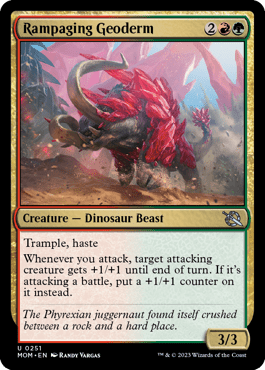 Rampaging Geoderm 2
Creature — Dinosaur Beast
Trample, haste
Whenever you attack, target attacking
creature gets +1/+1 until end of turn. If it's
attacking a battle, put a +1/+1 counter on
it instead.
The Phyrexian juggernaut found itself crushed
between a rock and a hard place.
3/3
U 0251
MOM • EN Randy Vargas
™ & © 2023 Wizards of the Coast